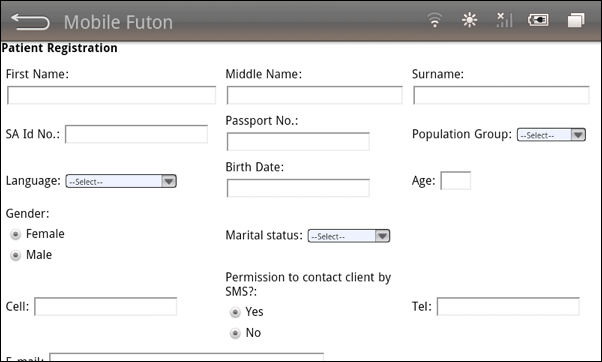 Mobile Futon
Patient Registration
First Name: Middle Name: Surname:
SA Id No.: Passport No.: Population Group: --Select--
Language: --Select-- Birth Date: Age:
Gender:
Female
Male
Marital status: --Select--
Permission to contact client by
SMS?:
Cell: Yes Tel:
No
E-mail: